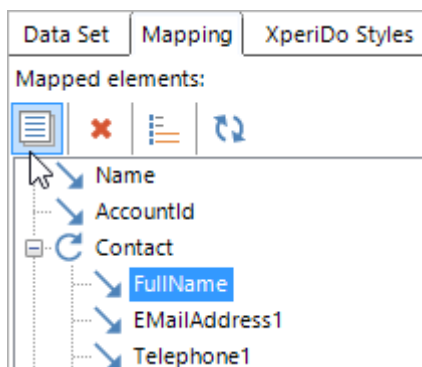 Data Set Mapping XperiDo Styles
Mapped elements:
Name
AccountId
Contact
FullName
EMailAddress1
Telephone1